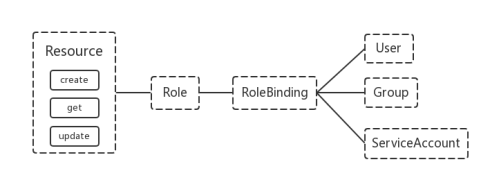 Resource
create
get
update
Role
RoleBinding
User
Group
ServiceAccount